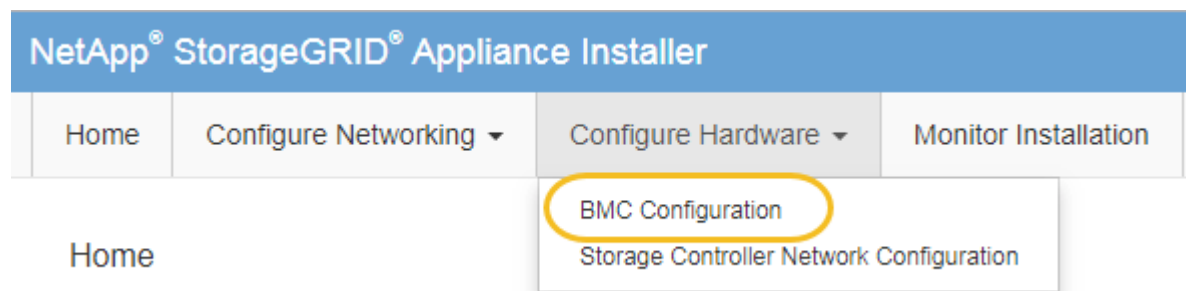 NetApp® StorageGRID® Appliance Installer
Home Configure Networking Configure Hardware Monitor Installation
BMC Configuration
Home
Storage Controller Network Configuration